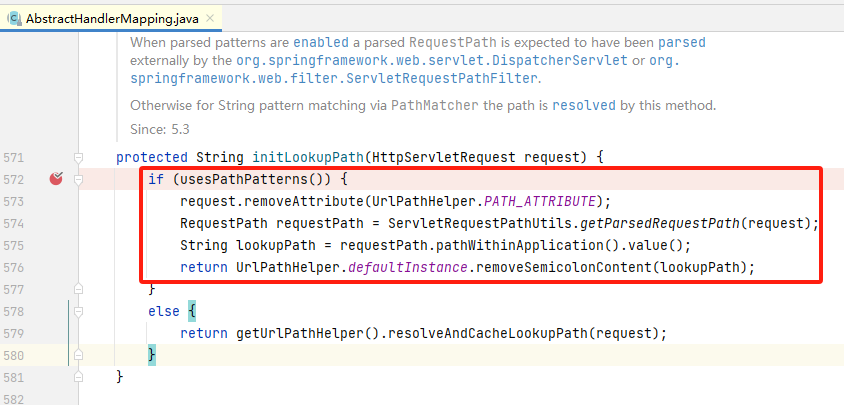 AbstractHandlerMapping.java ×
When parsed patterns are enabled a parsed RequestPath is expected to have been parsed
externally by the org.springframework.web.servlet.DispatcherServlet or org.
springframework.web.filter.ServletRequestPathFilter.
Otherwise for String pattern matching via PathMatcher the path is resolved by this method.
Since: 5.3
571 protected String initLookupPath(HttpServletRequest request) {
572 if (usesPathPatterns()) {
573 request.removeAttribute(UrlPathHelper.PATH_ATTRIBUTE);
574 RequestPath requestPath = ServletRequestPathUtils.getParsedRequestPath(request);
575 String lookupPath = requestPath.pathWithinApplication().value();
576 return UrlPathHelper.defaultInstance.removeSemicolonContent(lookupPath);
577 }
578 else {
579 return getUrlPathHelper().resolveAndCacheLookupPath(request);
580 }
581 }
582